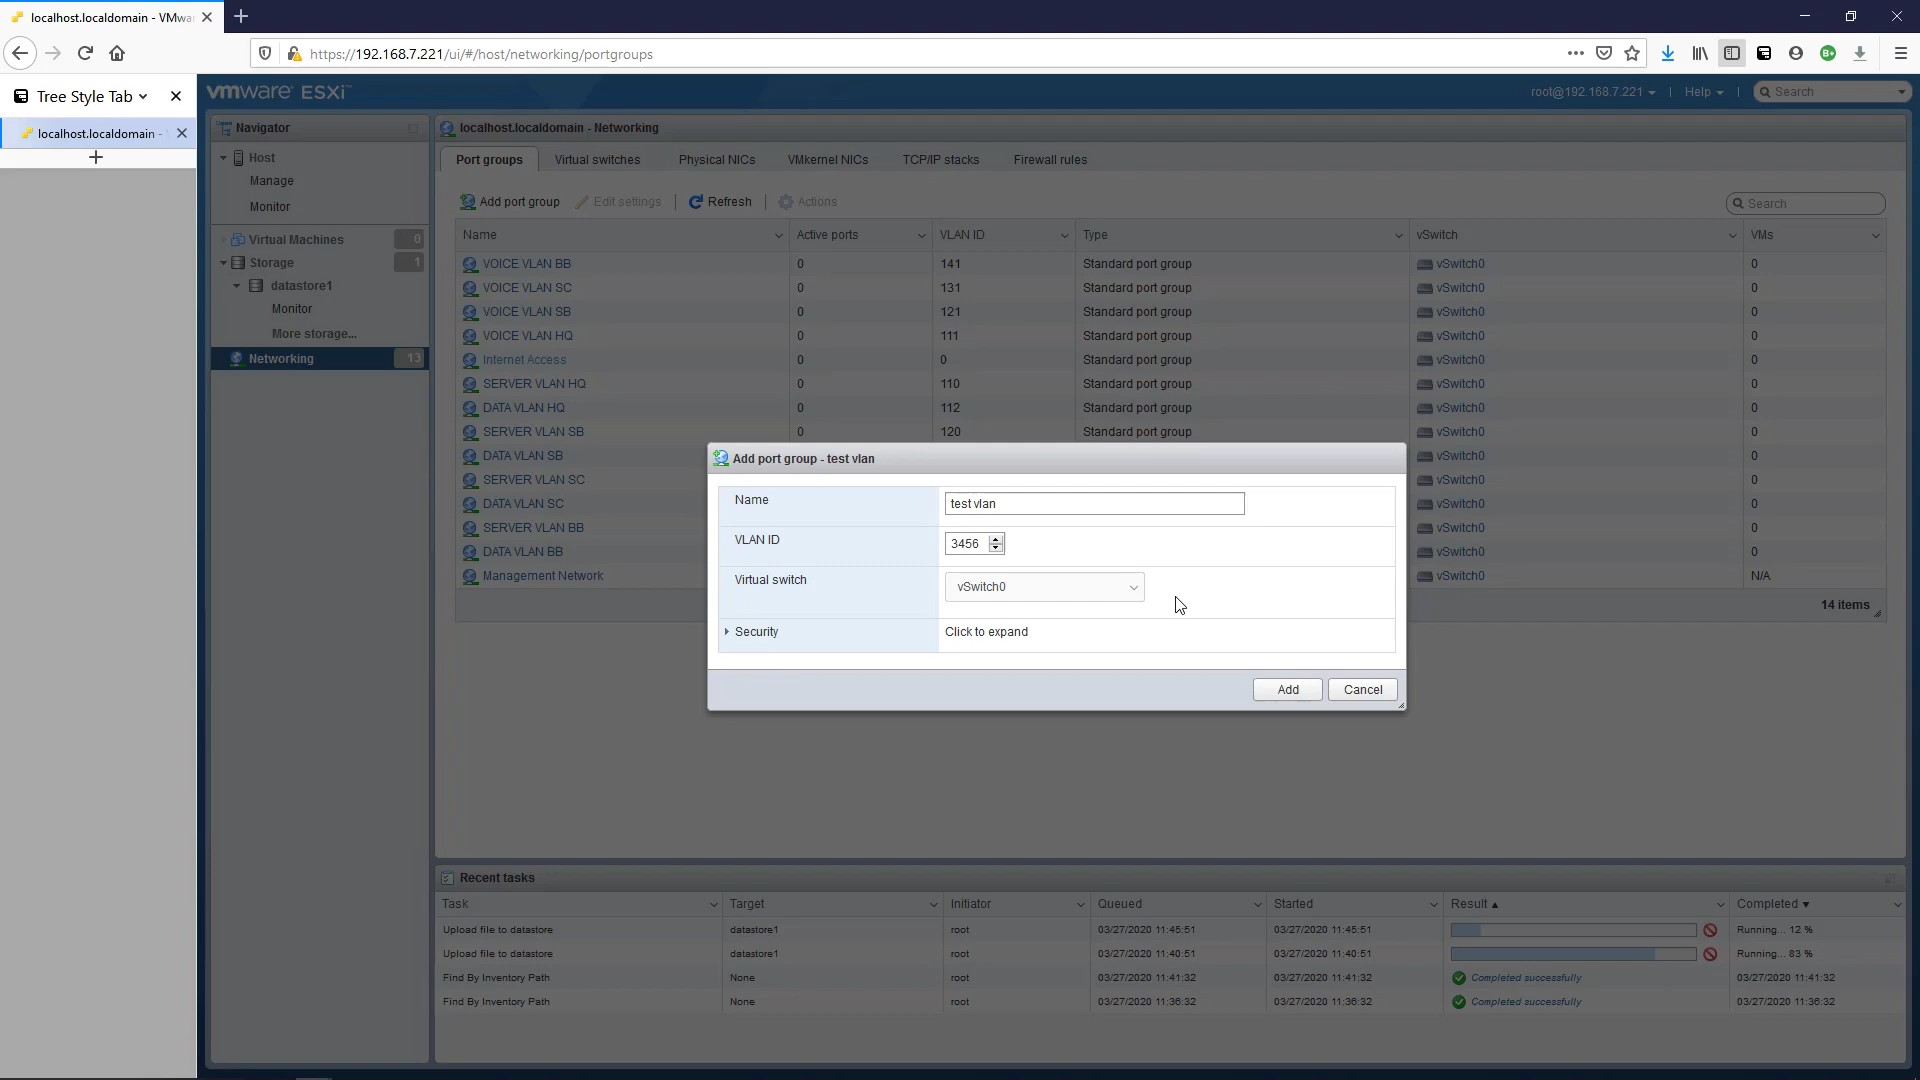 localhost.localdomain - VMwa
https://192.168.7.221/ui/#/host/networking/portgroups
Tree Style Tab
localhost.localdomain -
vmware ESXi™
root@192.168.7.221 | Help | Search
Navigator
Host
Manage
Monitor
Virtual Machines 0
Storage 1
datastore1
Monitor
More storage...
Networking 13
localhost.localdomain - Networking
Port groups Virtual switches Physical NICs VMkernel NICs TCP/IP stacks Firewall rules
Add port group Edit settings | Refresh | Actions Search
Name Active ports VLAN ID Type vSwitch VMs
VOICE VLAN BB 0 141 Standard port group vSwitch0 0
VOICE VLAN SC 0 131 Standard port group vSwitch0 0
VOICE VLAN SB 0 121 Standard port group vSwitch0 0
VOICE VLAN HQ 0 111 Standard port group vSwitch0 0
Internet Access 0 0 Standard port group vSwitch0 0
SERVER VLAN HQ 0 110 Standard port group vSwitch0 0
DATA VLAN HQ 0 112 Standard port group vSwitch0 0
SERVER VLAN SB 0 120 Standard port group vSwitch0 0
DATA VLAN SB vSwitch0 0
SERVER VLAN SC vSwitch0 0
DATA VLAN SC vSwitch0 0
SERVER VLAN BB vSwitch0 0
DATA VLAN BB vSwitch0 0
Management Network vSwitch0 N/A
14 items
Add port group - test vlan
Name test vlan
VLAN ID 3456
Virtual switch vSwitch0
Security Click to expand
Add Cancel
Recent tasks
Task Target Initiator Queued Started Result Completed
Upload file to datastore datastore1 root 03/27/2020 11:45:51 03/27/2020 11:45:51 Running... 12 %
Upload file to datastore datastore1 root 03/27/2020 11:40:51 03/27/2020 11:40:51 Running... 83 %
Find By Inventory Path None root 03/27/2020 11:41:32 03/27/2020 11:41:32 Completed successfully 03/27/2020 11:41:32
Find By Inventory Path None root 03/27/2020 11:36:32 03/27/2020 11:36:32 Completed successfully 03/27/2020 11:36:32